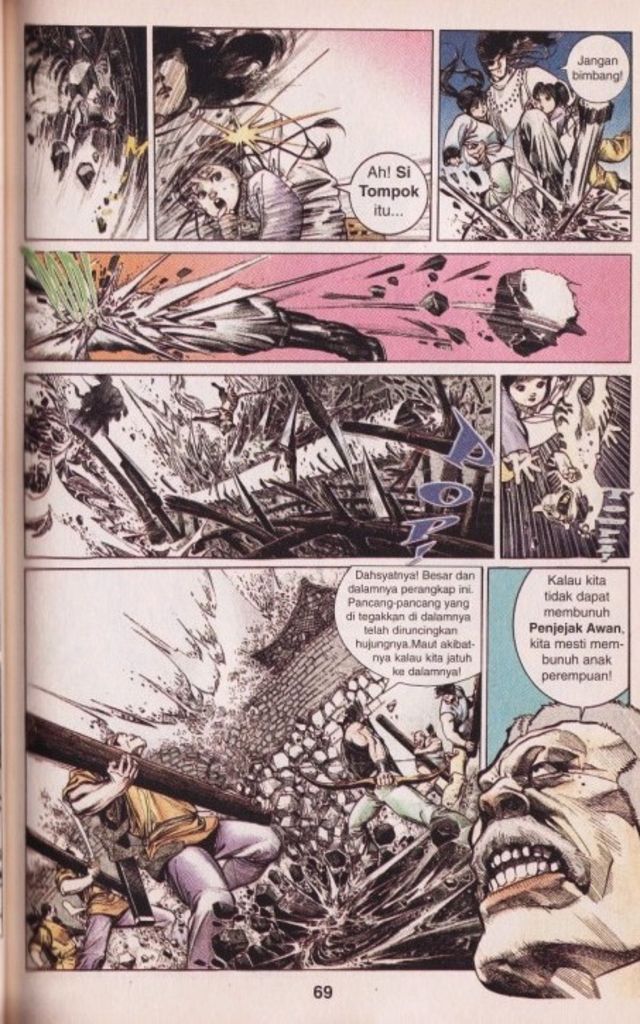 Ah! Si
Tompok
itu...
Jangan
bimbang!
POP!
Dahsyatnya! Besar dan
dalamnya perangkap ini.
Pancang-pancang yang
di tegakkan di dalamnya
telah diruncingkan
hujungnya.Maut akibat-
nya kalau kita jatuh
ke dalamnya!
Kalau kita
tidak dapat
membunuh
Penjejak Awan,
kita mesti mem-
bunuh anak
perempuan!
69